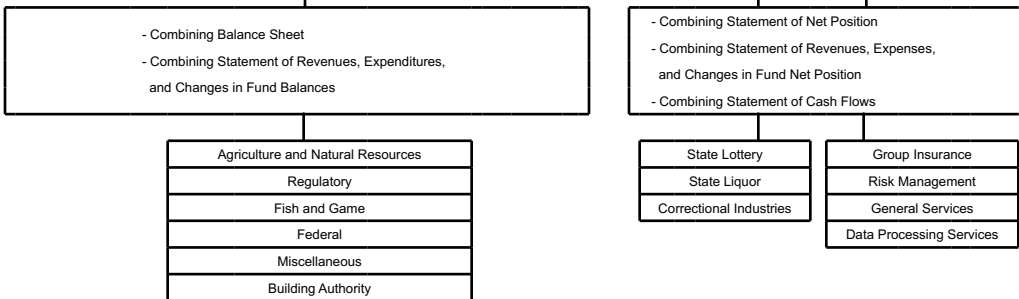 - Combining Balance Sheet
- Combining Statement of Revenues, Expenditures,
and Changes in Fund Balances
- Combining Statement of Net Position
- Combining Statement of Revenues, Expenses,
and Changes in Fund Net Position
- Combining Statement of Cash Flows
Agriculture and Natural Resources
Regulatory
Fish and Game
Federal
Miscellaneous
Building Authority
State Lottery
State Liquor
Correctional Industries
Group Insurance
Risk Management
General Services
Data Processing Services